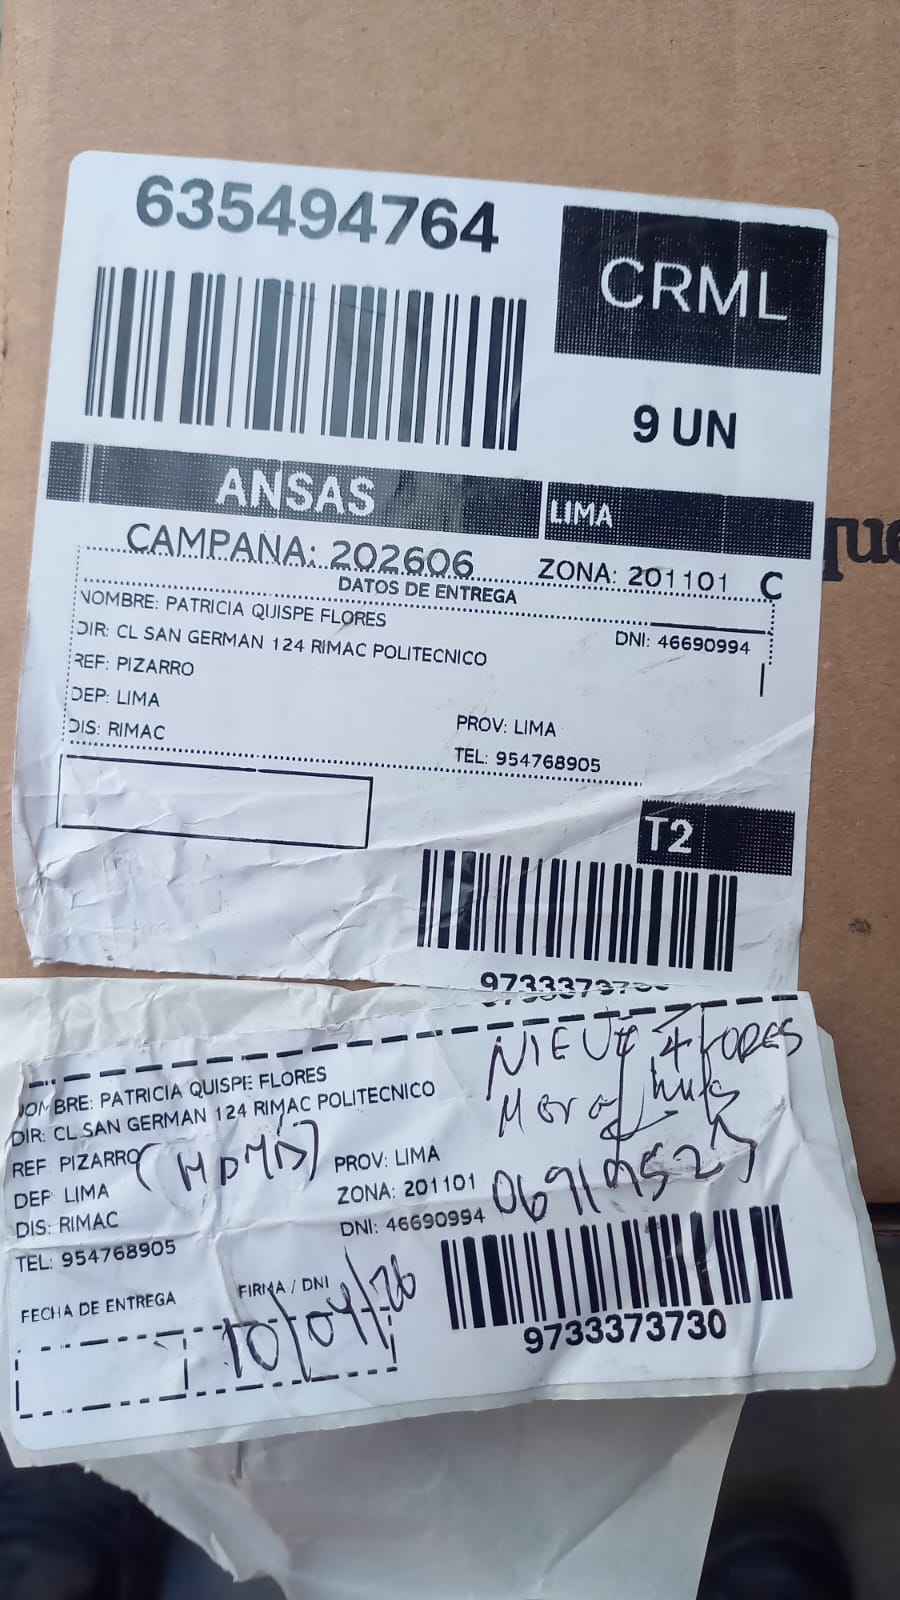 635494764
CRML
9 UN
ANSAS
LIMA
CAMPAÑA: 202606
ZONA: 201101 C
DATOS DE ENTREGA
NOMBRE: PATRICIA QUISPE FLORES
DNI: 46690994
DIR: CL SAN GERMAN 124 RIMAC POLITECNICO
REF: PIZARRO
DEP: LIMA
PROV: LIMA
DIS: RIMAC
TEL: 954768905
T2
que
NOMBRE: PATRICIA QUISPE FLORES
DIR: CL SAN GERMAN 124 RIMAC POLITECNICO
REF PIZARRO
DEP LIMA
PROV: LIMA
ZONA: 201101
DIS: RIMAC
DNI: 46690994
TEL: 954768905
FECHA DE ENTREGA
FIRMA / DNI
10/04/26
9733373730